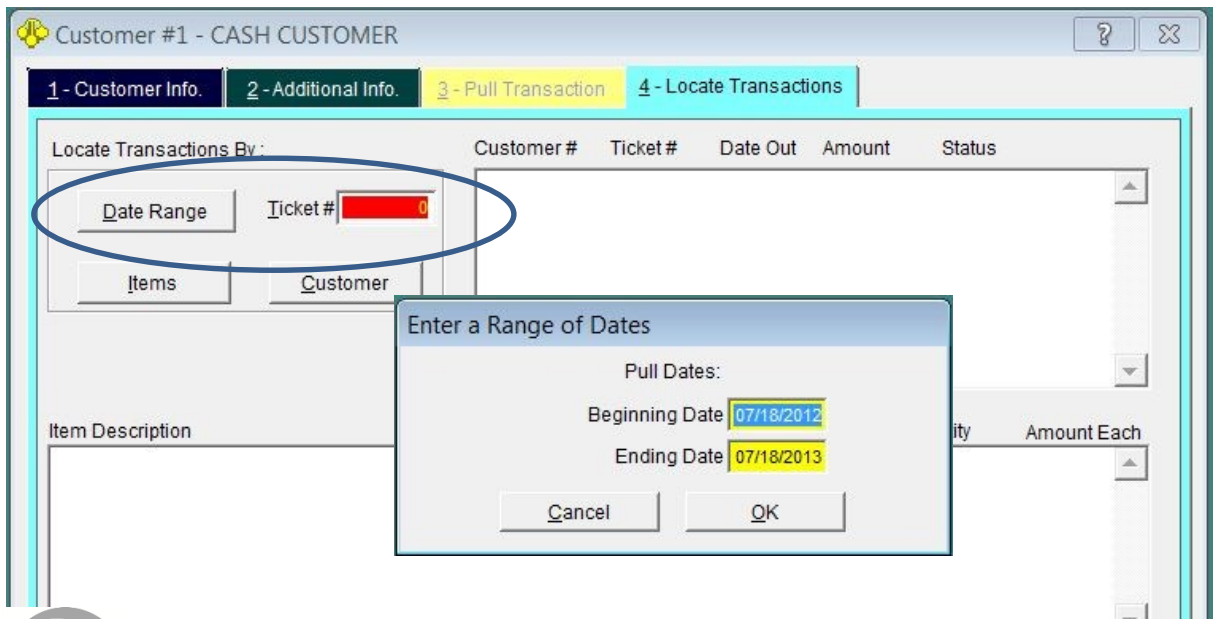 Customer #1 - CASH CUSTOMER
1 - Customer Info. 2 - Additional Info. 3 - Pull Transaction 4 - Locate Transactions
Locate Transactions By : Customer # Ticket # Date Out Amount Status
Date Range Ticket # 0
Items Customer
Enter a Range of Dates
Pull Dates:
Beginning Date 07/18/2012
Ending Date 07/18/2013
Cancel OK
Item Description ity Amount Each